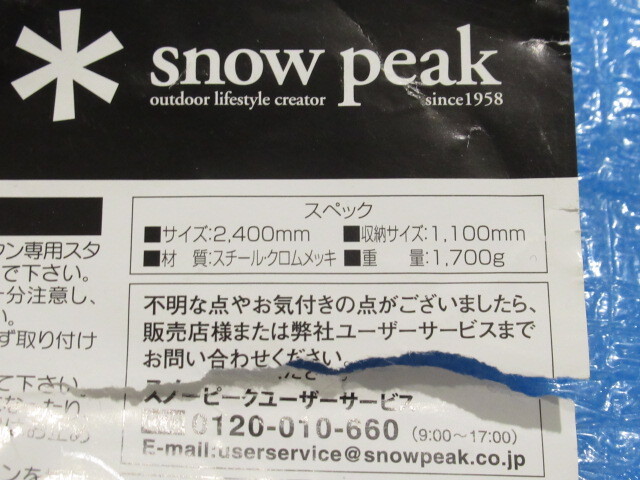 snow peak
outdoor lifestyle creator since1958
スペック
■サイズ:2,400mm ■収納サイズ:1,100mm
■材 質:スチール・クロムメッキ ■重 量:1,700g
ウン専用スタ
で下さい。
分注意し、
い。
ず取り付け
て下さい。
不明な点やお気付きの点がございましたら、
販売店様または弊社ユーザーサービスまで
お問い合わせください。
スノーピークユーザーサービス
0120-010-660 (9:00~17:00)
E-mail:userservice@snowpeak.co.jp